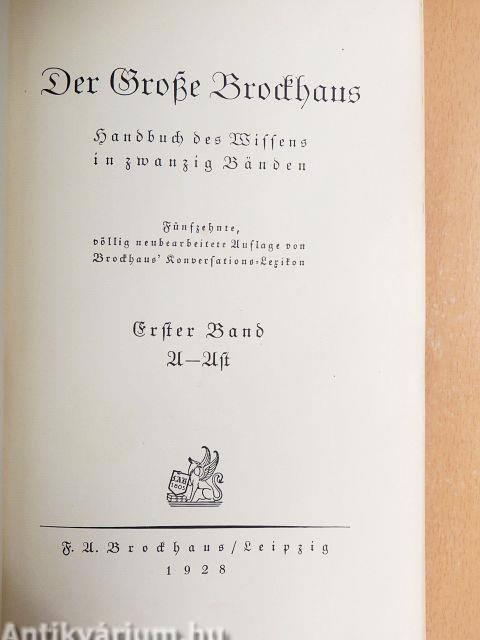 Der Große Brockhaus
Handbuch des Wissens
in zwanzig Bänden
Fünfzehnte,
völlig neubearbeitete Auflage von
Brockhaus' Konversations-Lexikon
Erster Band
A—Ast
F.A.B.
1805
F. A. Brockhaus / Leipzig
1928
Antikvárium.hu